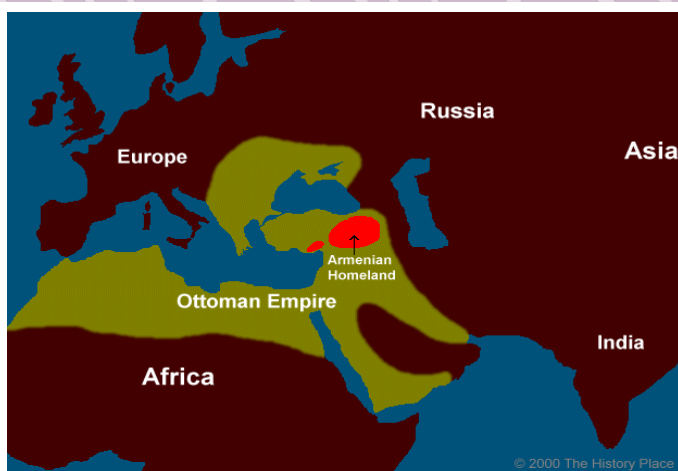 Russia
Asia
Europe
Armenian
Homeland
Ottoman Empire
India
Africa
© 2000 The History Place